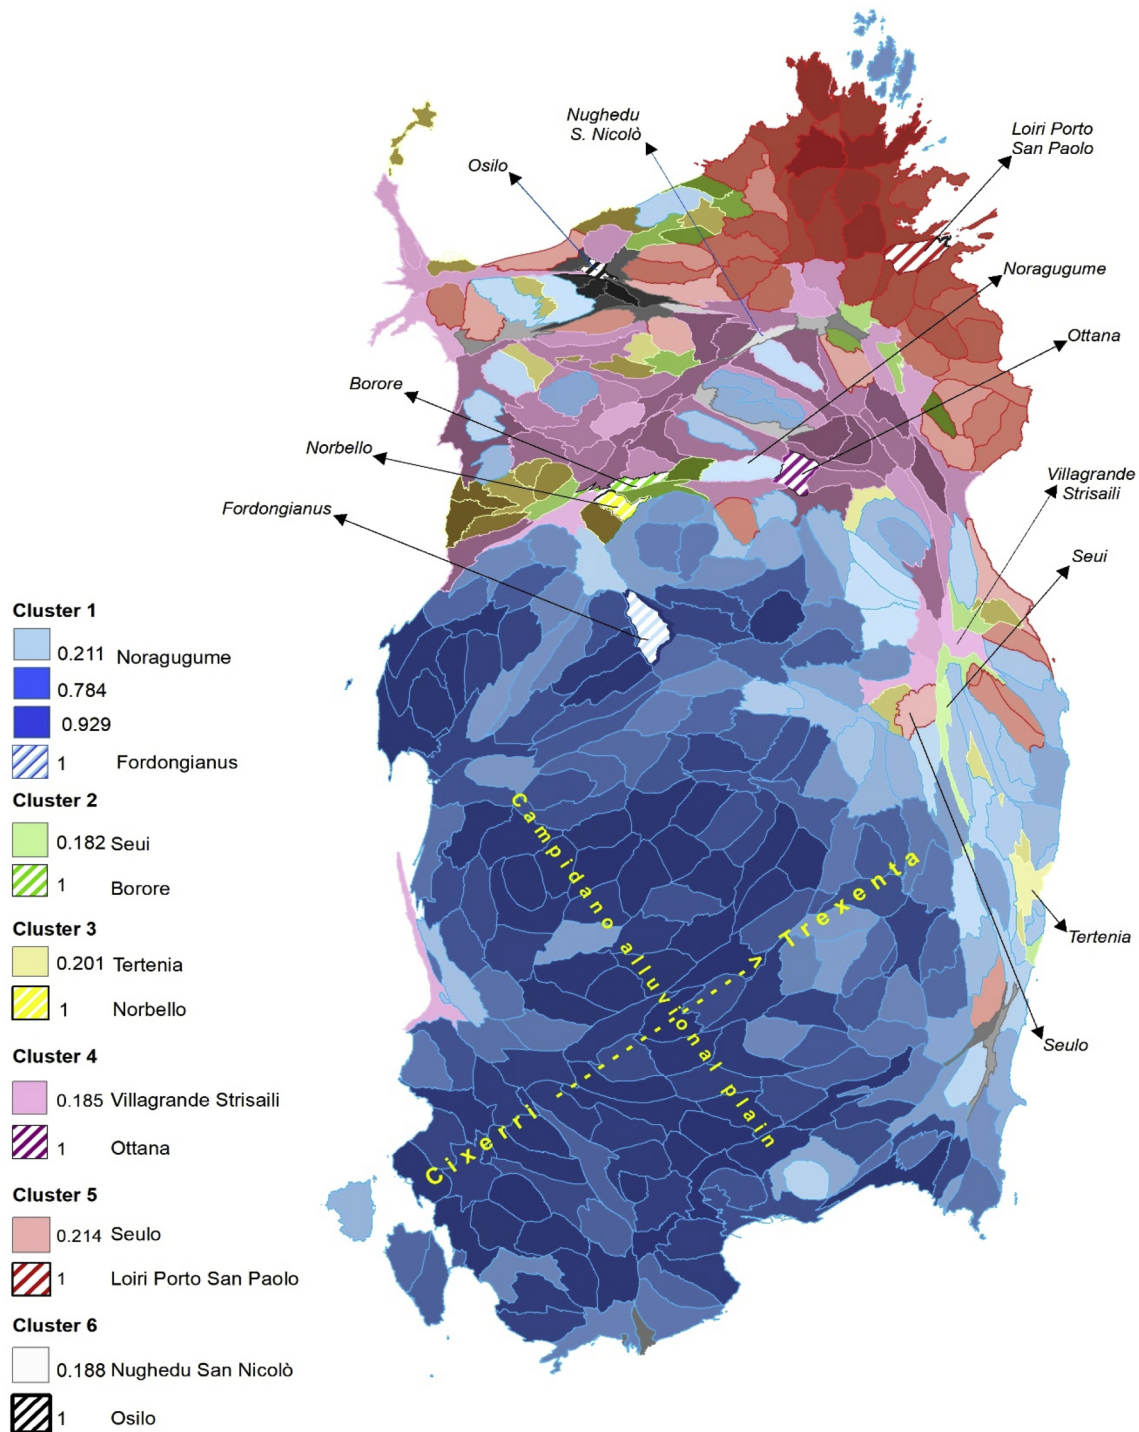 Nughedu
S. Nicolò
Loiri Porto
San Paolo
Osilo
Noragugume
Ottana
Borore
Norbello
Villagrande
Strisaili
Fordongianus
Seui
Cluster 1
0.211 Noragugume
0.784
0.929
1 Fordongianus
Cluster 2
0.182 Seui
1 Borore
Cluster 3
0.201 Tertenia
1 Norbello
Cluster 4
0.185 Villagrande Strisaili
1 Ottana
Cluster 5
0.214 Seulo
1 Loiri Porto San Paolo
Cluster 6
0.188 Nughedu San Nicolò
1 Osilo
Campidano alluvional plain
Cixerri -----------> Trexenta
Tertenia
Seulo